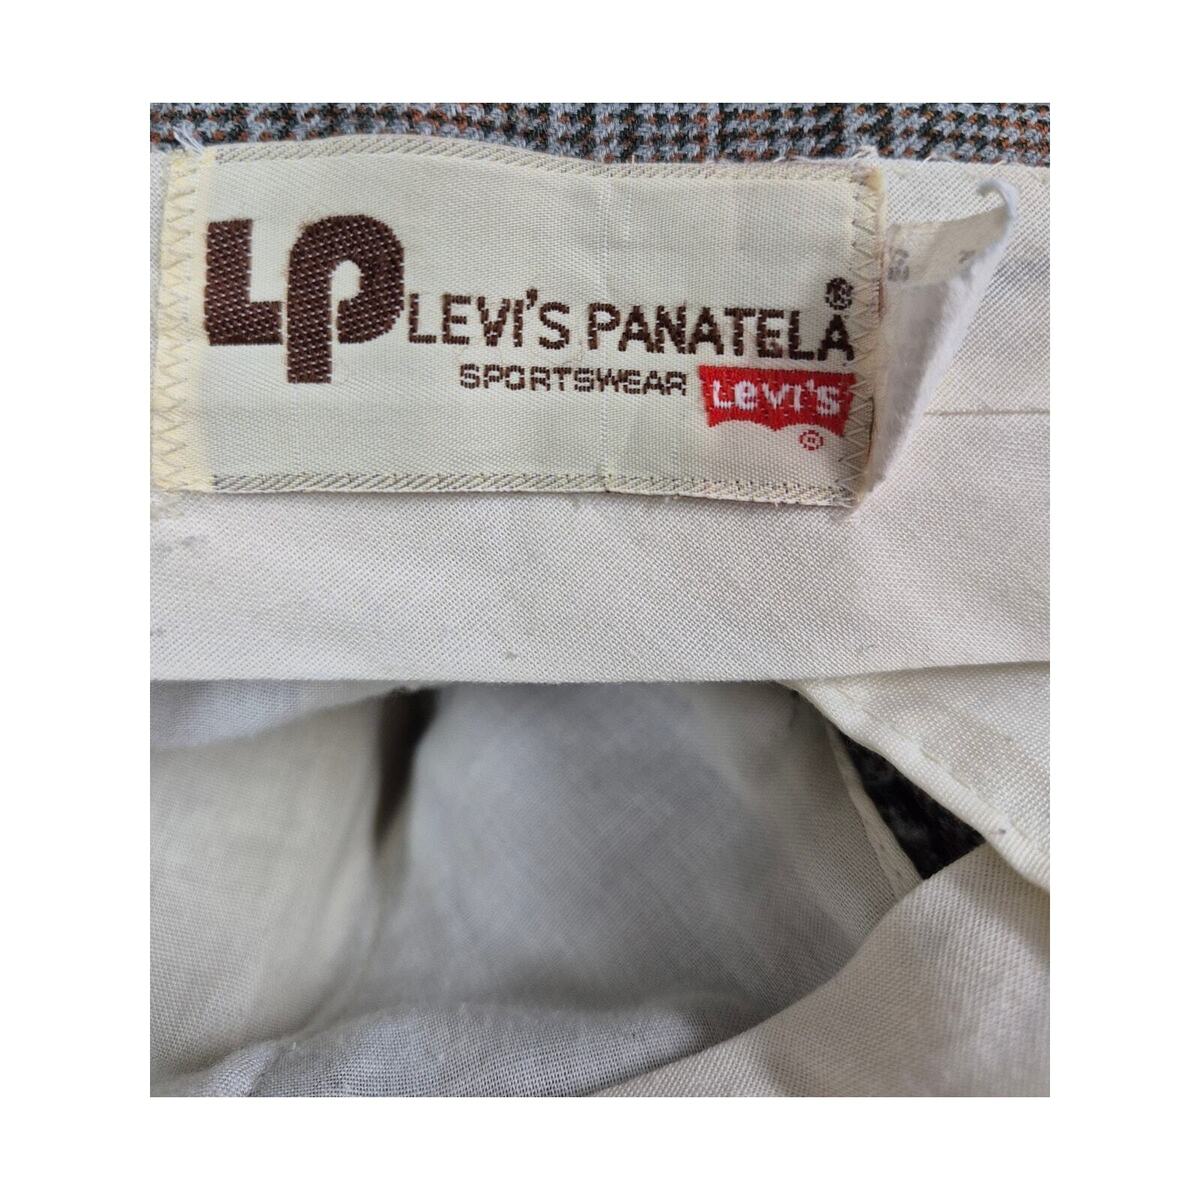 LP
LEVI'S PANATELA ®
SPORTSWEAR
Levi's ®